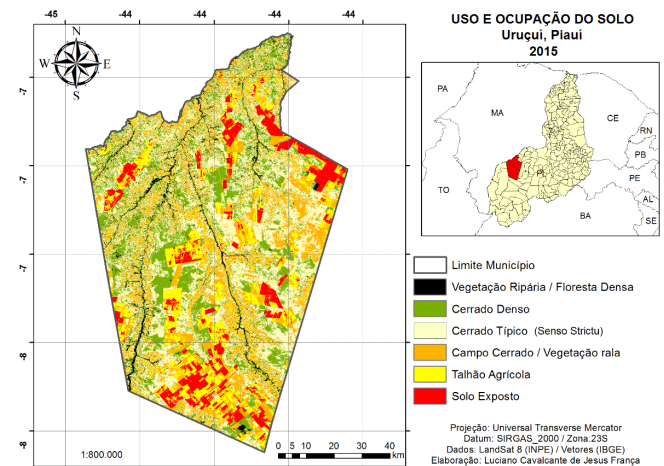 USO E OCUPAÇÃO DO SOLO
Uruçuí, Piaui
2015
-45 -44 -44 -44
N
W E
S
-7
-7
-7
-8
-8
1:800.000
0 5 10 20 30 40
km
PA
MA
CE
RN
PB
PE
AL
SE
TO
PI
BA
Limite Município
Vegetação Ripária / Floresta Densa
Cerrado Denso
Cerrado Típico (Senso Strictu)
Campo Cerrado / Vegetação rala
Talhão Agrícola
Solo Exposto
Projeção: Universal Transverse Mercator
Datum: SIRGAS_2000 / Zona:23S
Dados: LandSat 8 (INPE) / Vetores (IBGE)
Elaboração: Luciano Cavalcante de Jesus França